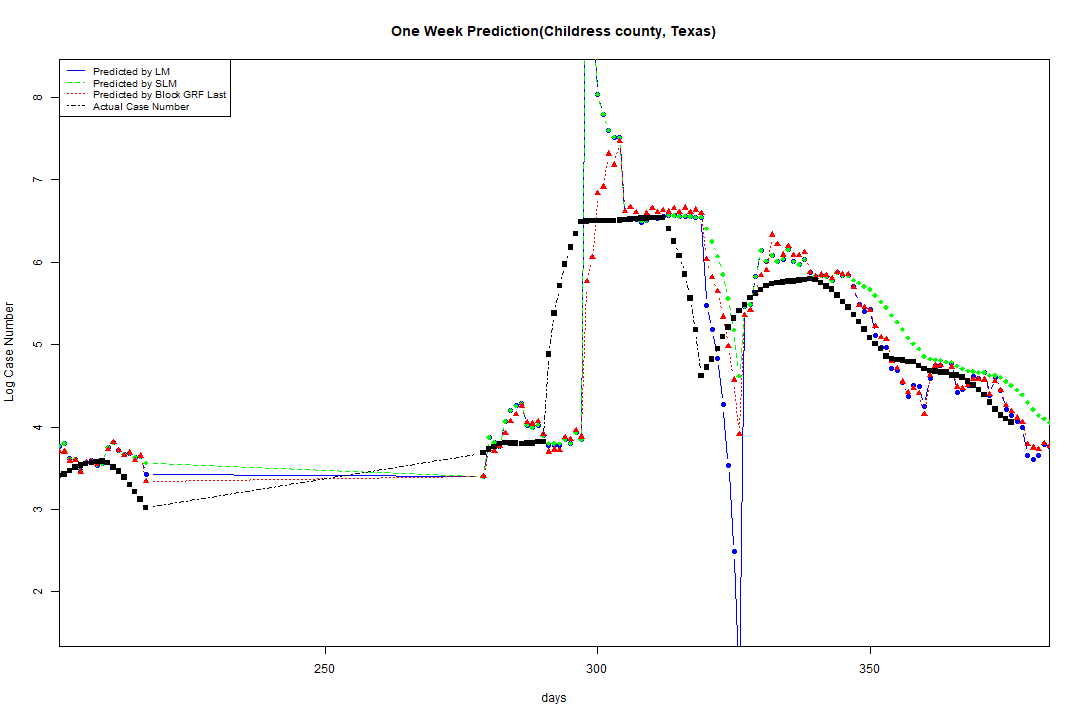 One Week Prediction(Childress county, Texas)
Predicted by LM
Predicted by SLM
Predicted by Block GRF Last
Actual Case Number
8
7
6
5
4
3
2
Log Case Number
250
300
350
days